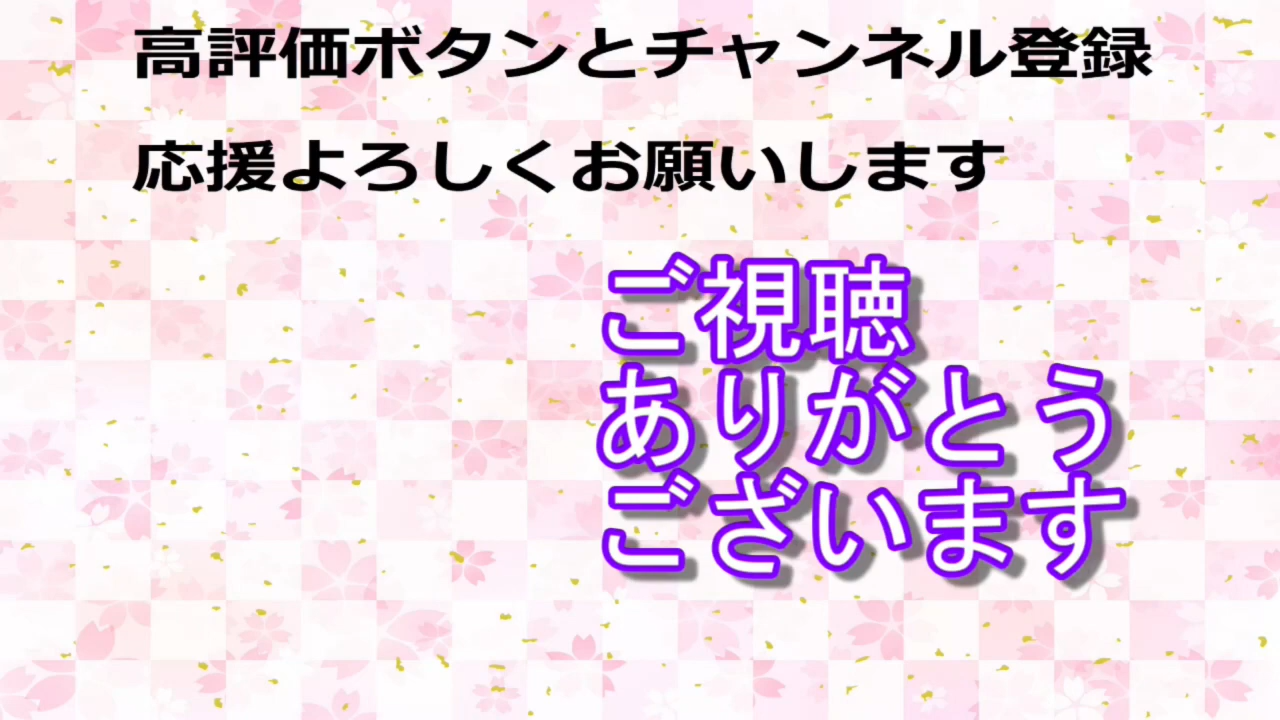 高評価ボタンとチャンネル登録
応援よろしくお願いします
ご視聴
ありがとう
ございます